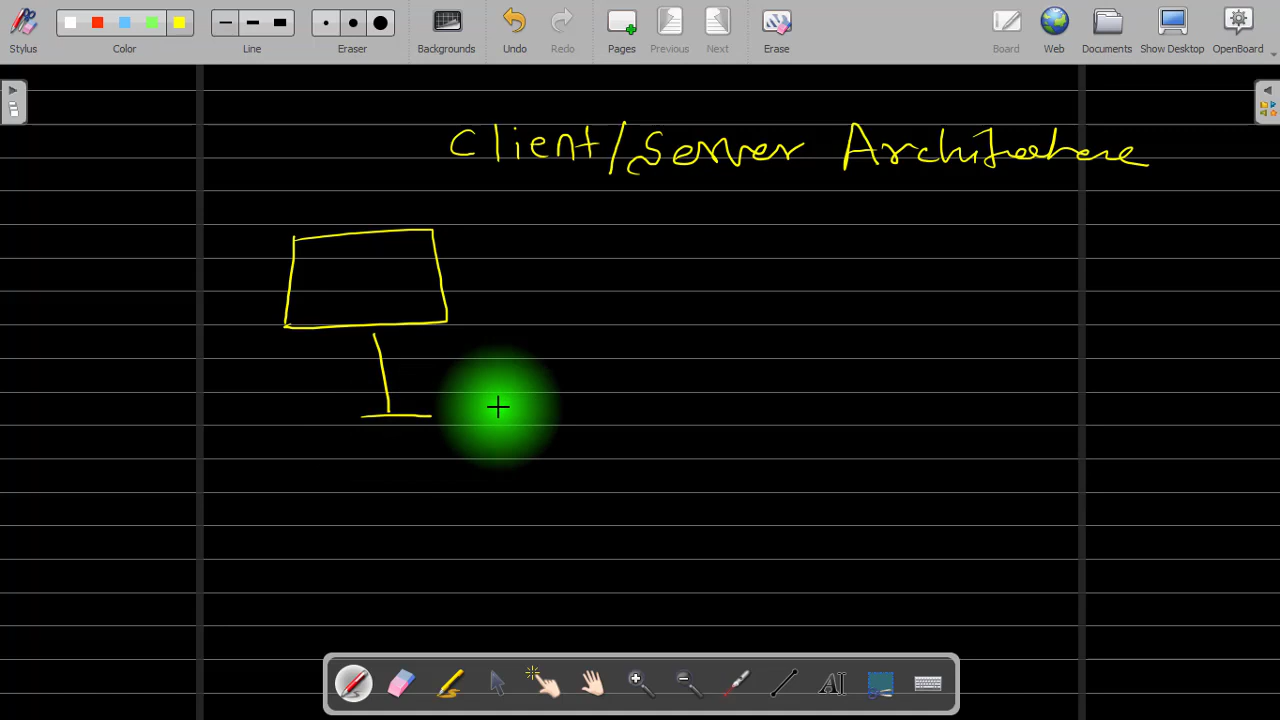 Stylus
Color
Line
Eraser
Backgrounds
Undo
Redo
Pages
Previous
Next
Erase
Board
Web
Documents
Show Desktop
OpenBoard
Client/Server Architecture